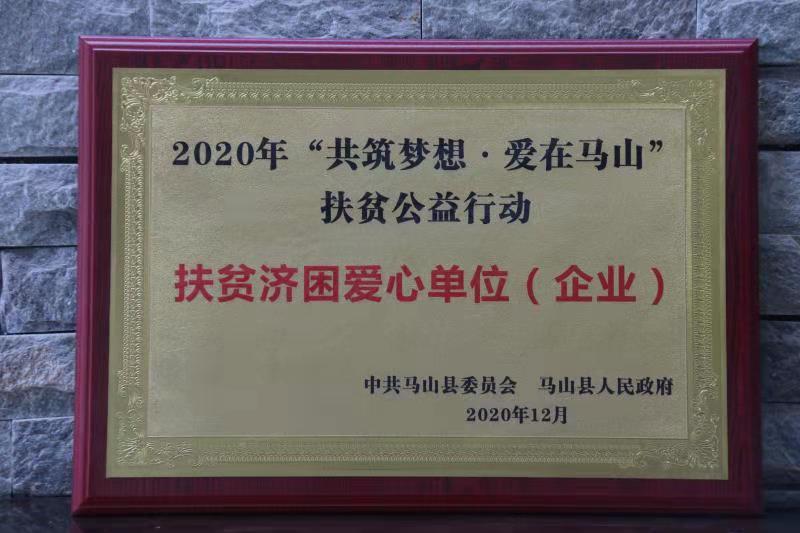 2020年“共筑梦想·爱在马山”
扶贫公益行动
扶贫济困爱心单位（企业）
中共马山县委员会 马山县人民政府
2020年12月